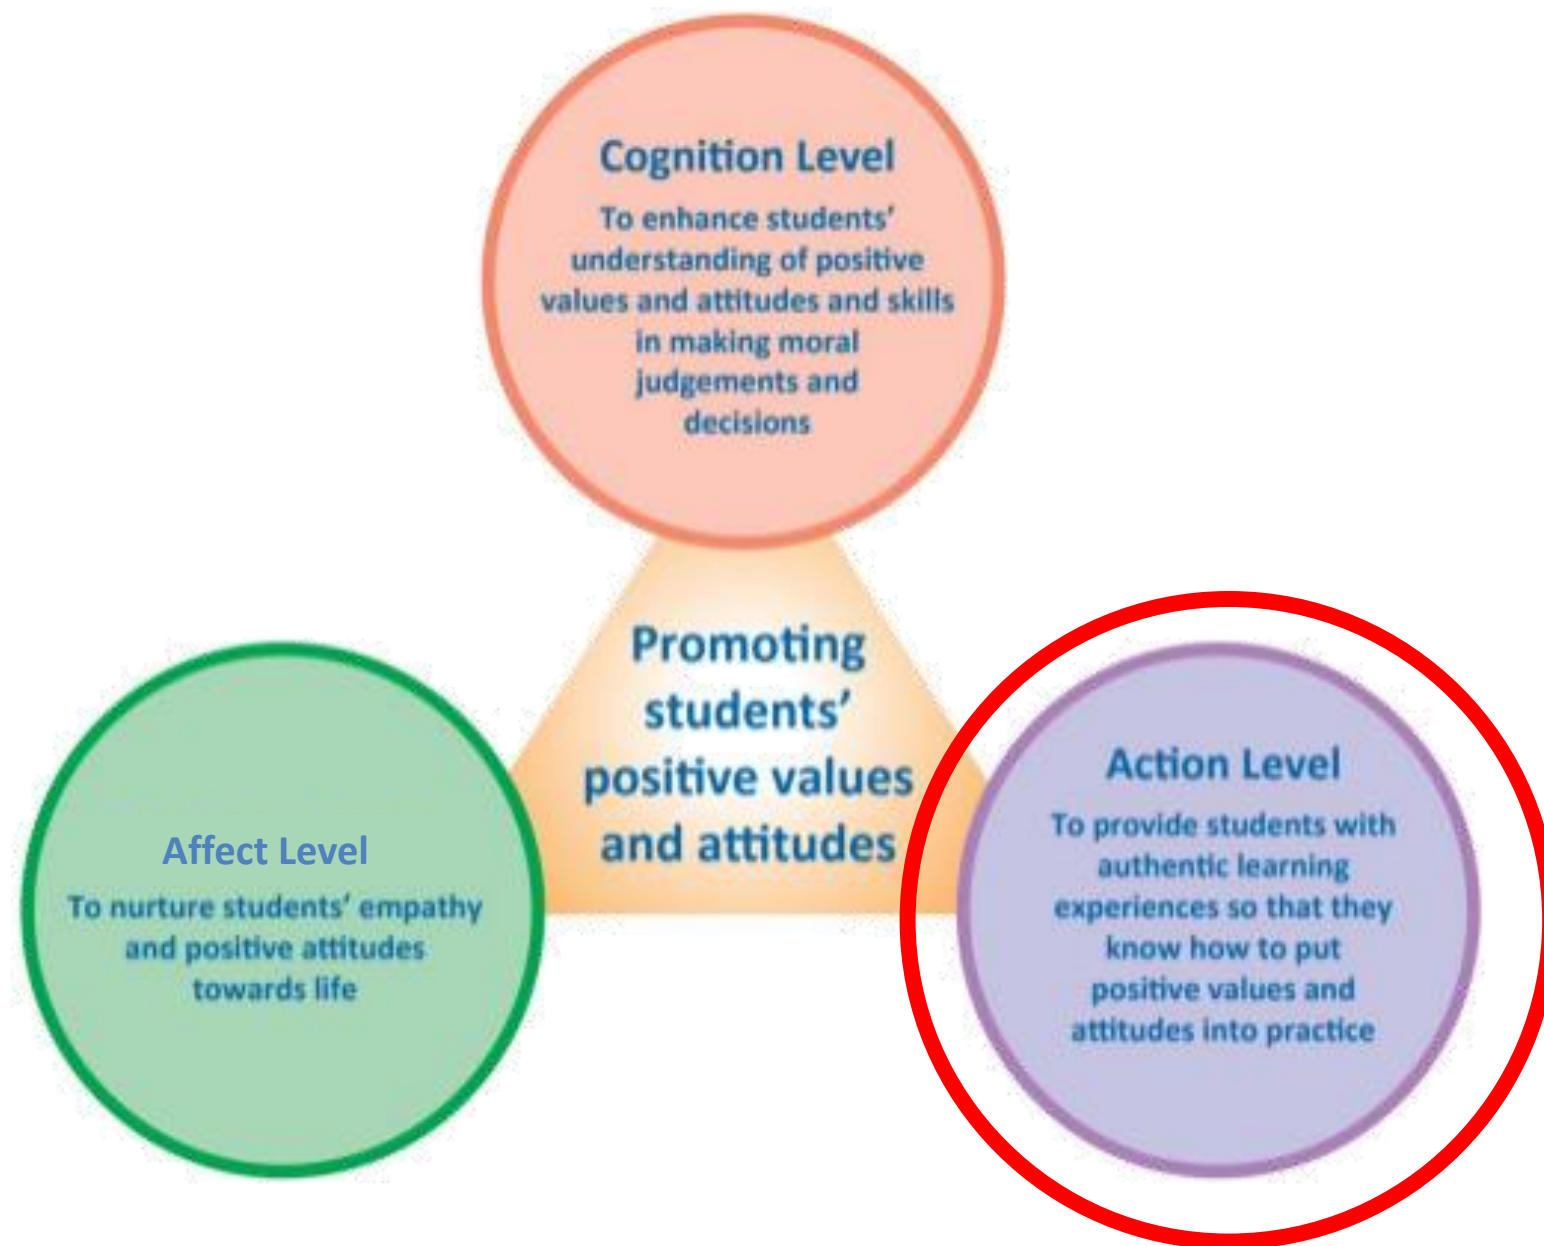 Cognition Level
To enhance students’
understanding of positive
values and attitudes and skills
in making moral
judgements and
decisions
Promoting
students’
positive values
and attitudes
Affect Level
To nurture students’ empathy
and positive attitudes
towards life
Action Level
To provide students with
authentic learning
experiences so that they
know how to put
positive values and
attitudes into practice